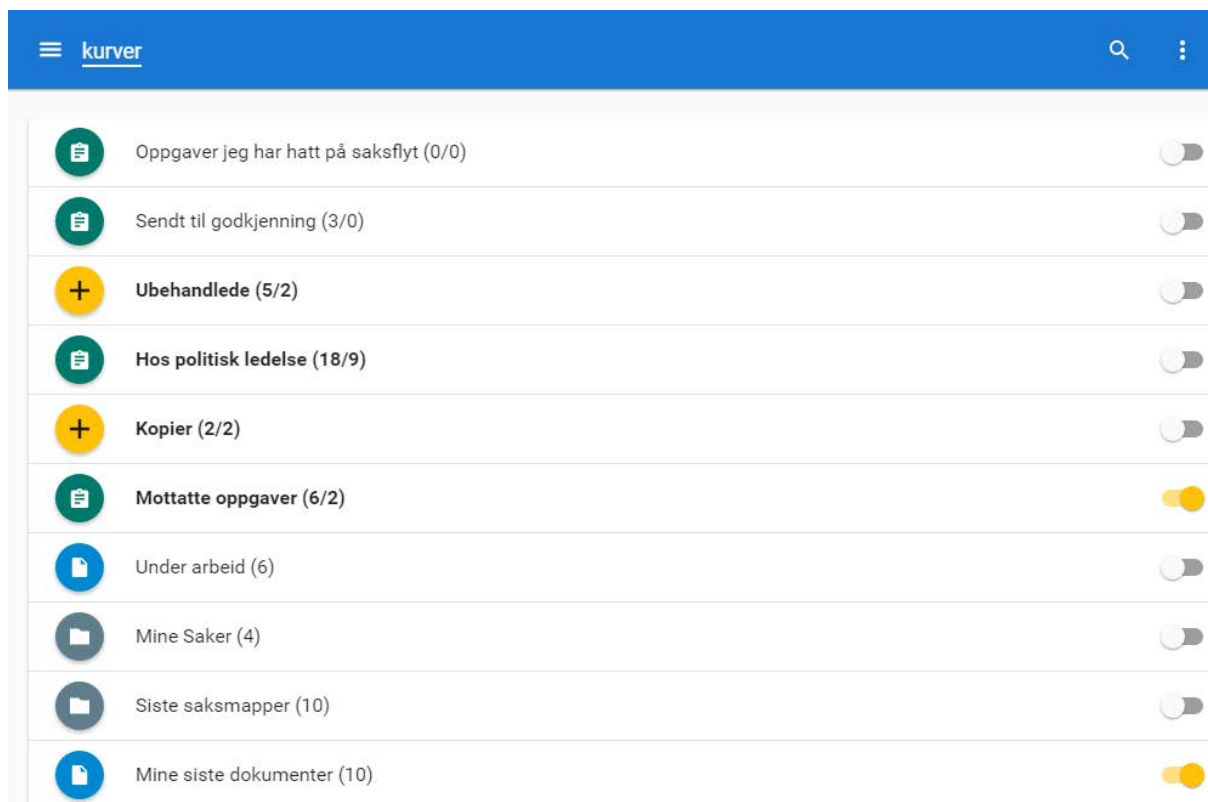 kurver
Oppgaver jeg har hatt på saksflyt (0/0)
Sendt til godkjenning (3/0)
Ubehandlede (5/2)
Hos politisk ledelse (18/9)
Kopier (2/2)
Mottatte oppgaver (6/2)
Under arbeid (6)
Mine Saker (4)
Siste saksmapper (10)
Mine siste dokumenter (10)